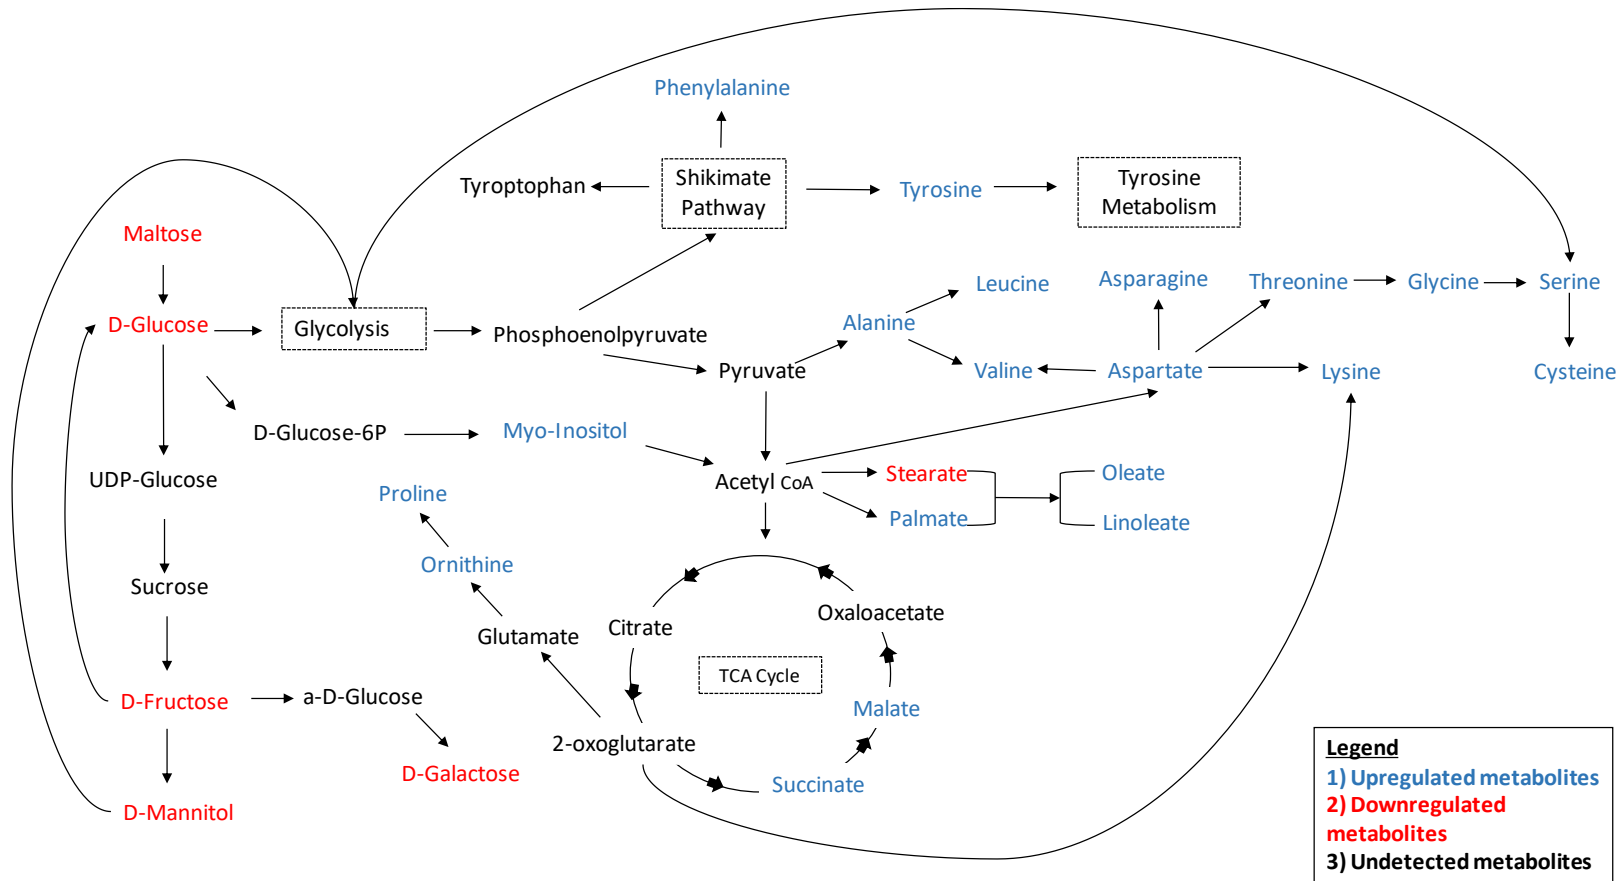 Phenylalanine
Tyroptophan
Shikimate
Pathway
Tyrosine
Tyrosine
Metabolism
Maltose
D-Glucose
Glycolysis
Phosphoenolpyruvate
Pyruvate
Alanine
Leucine
Valine
Asparagine
Aspartate
Threonine
Glycine
Serine
Lysine
Cysteine
D-Glucose-6P
Myo-Inositol
UDP-Glucose
Proline
Acetyl CoA
Stearate
Palmate
Oleate
Linoleate
Ornithine
Sucrose
Glutamate
Citrate
Oxaloacetate
TCA Cycle
D-Fructose
a-D-Glucose
Malate
2-oxoglutarate
D-Galactose
Succinate
D-Mannitol
Legend
1) Upregulated metabolites
2) Downregulated
metabolites
3) Undetected metabolites